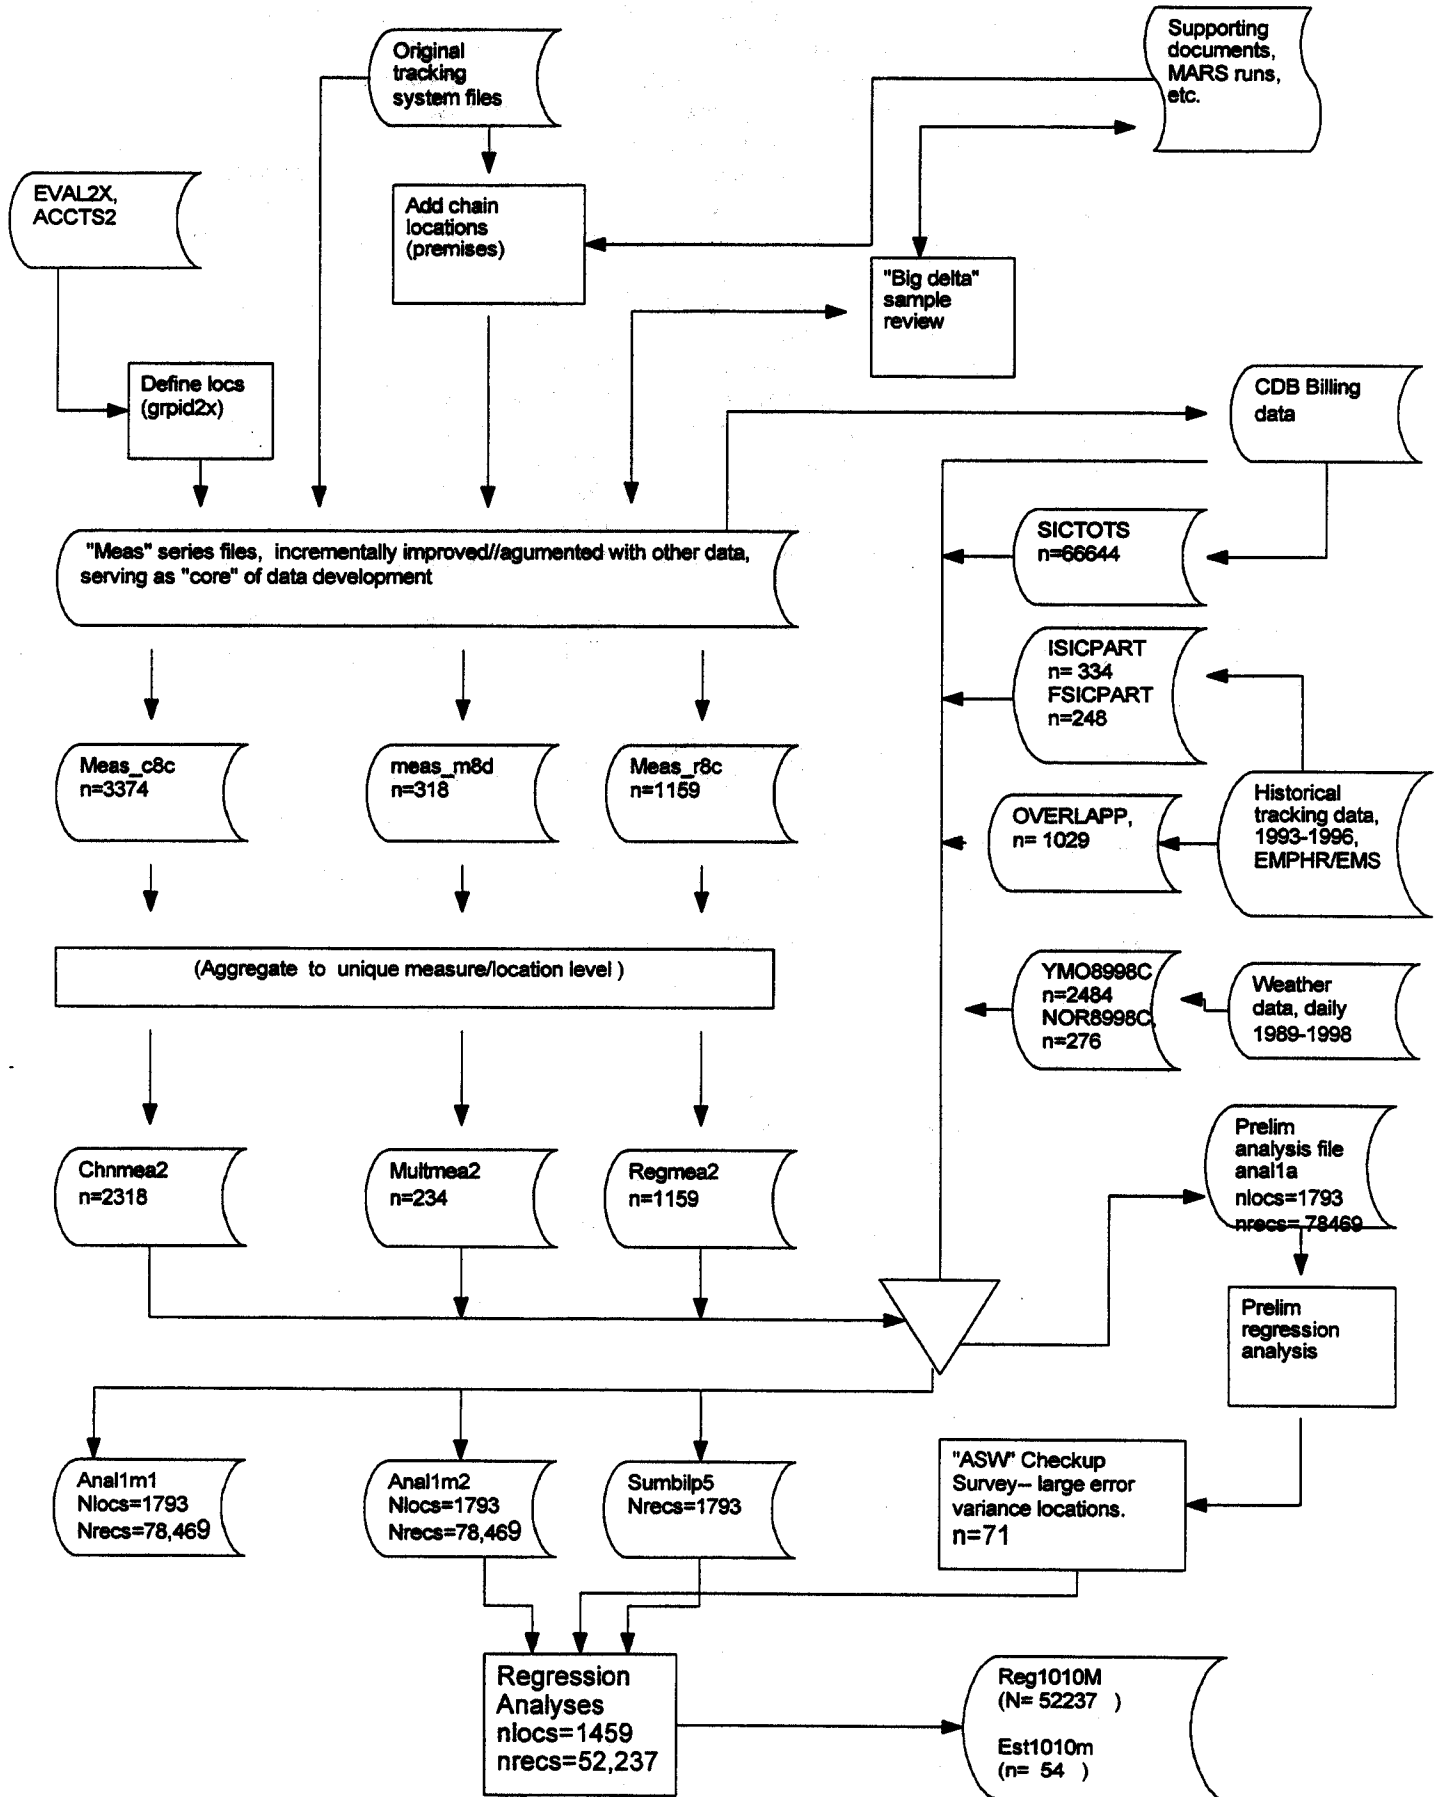 Original
tracking
system files
Supporting
documents,
MARS runs,
etc.
EVAL2X,
ACCTS2
Add chain
locations
(premises)
"Big delta"
sample
review
Define locs
(grpid2x)
CDB Billing
data
"Meas" series files, incrementally improved//agumented with other data,
serving as "core" of data development
SICTOTS
n=66644
ISICPART
n= 334
FSICPART
n=248
Meas_c8c
n=3374
meas_m8d
n=318
Meas_r8c
n=1159
OVERLAPP,
n= 1029
Historical
tracking data,
1993-1996,
EMPHR/EMS
(Aggregate to unique measure/location level )
YMO8998C
n=2484
NOR8998C,
n=276
Weather
data, daily
1989-1998
Chnmea2
n=2318
Multmea2
n=234
Regmea2
n=1159
Prelim
analysis file
anal1a
nlocs=1793
nrecs= 78469
Prelim
regression
analysis
Anal1m1
Nlocs=1793
Nrecs=78,469
Anal1m2
Nlocs=1793
Nrecs=78,469
Sumbilp5
Nrecs=1793
"ASW" Checkup
Survey-- large error
variance locations.
n=71
Regression
Analyses
nlocs=1459
nrecs=52,237
Reg1010M
(N= 52237 )
Est1010m
(n= 54 )